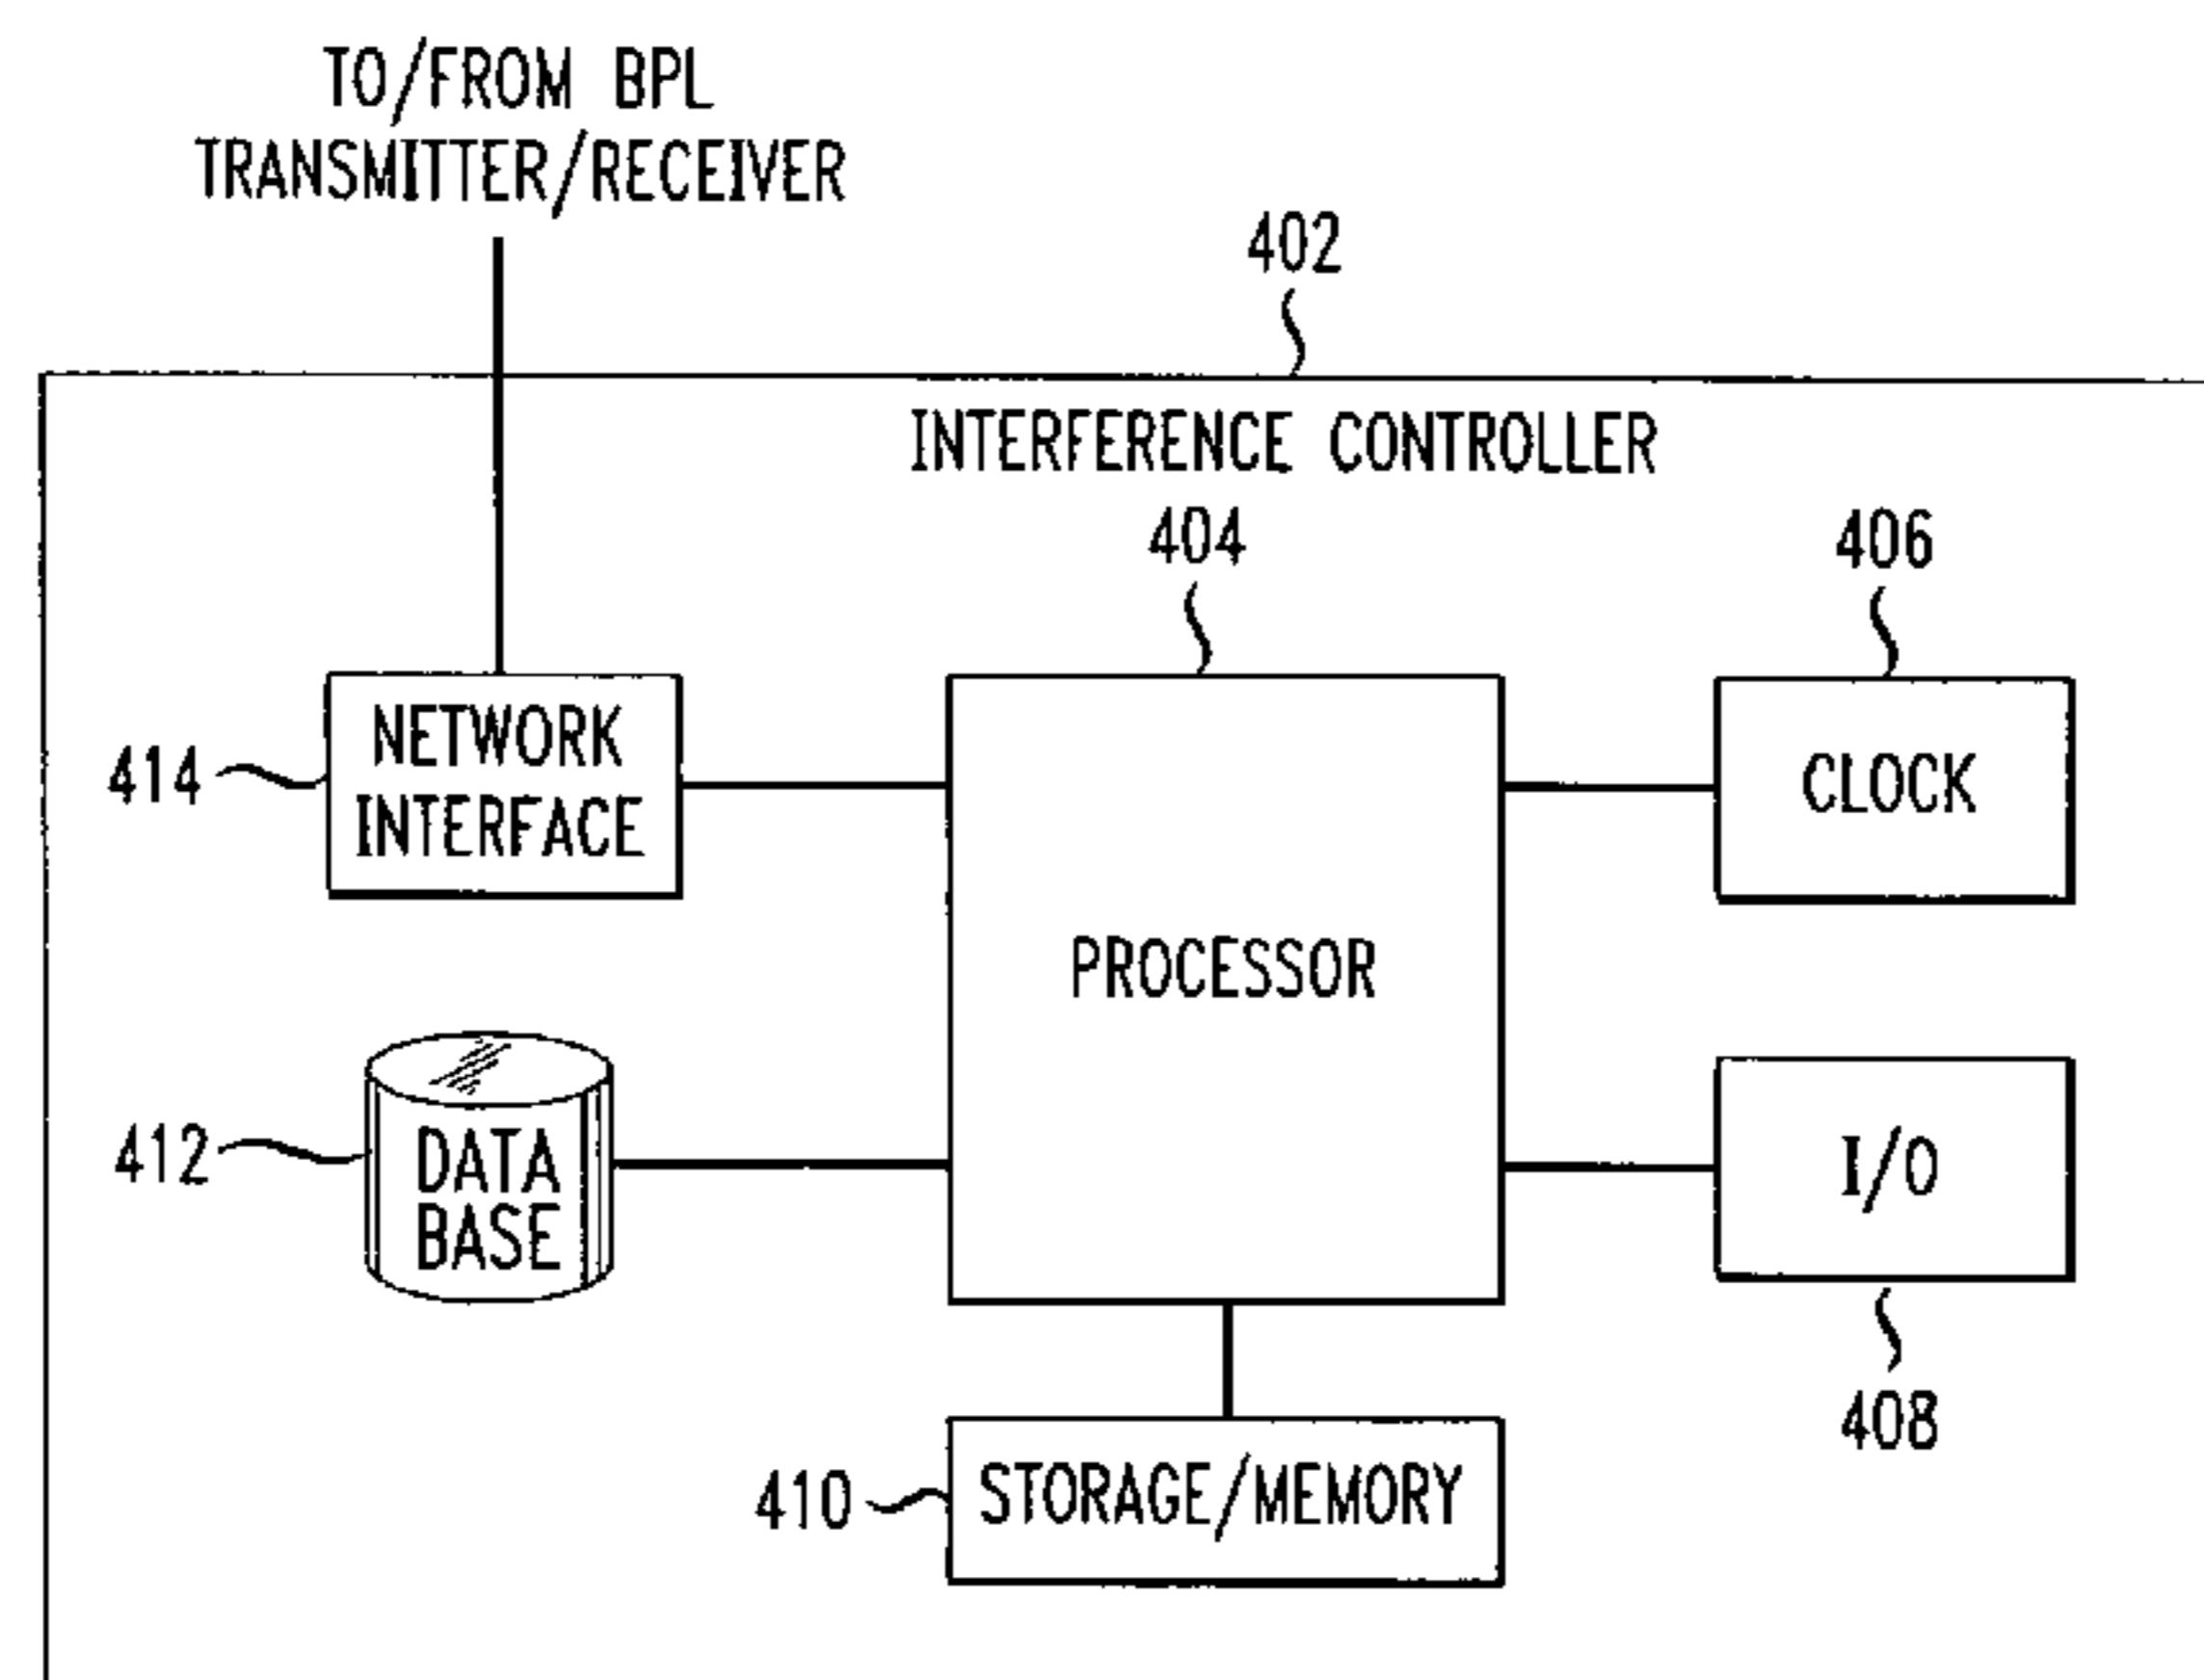 TO/FROM BPL
TRANSMITTER/RECEIVER
402
INTERFERENCE CONTROLLER
404
406
414
NETWORK
INTERFACE
CLOCK
PROCESSOR
412
DATA
BASE
I/O
408
410
STORAGE/MEMORY